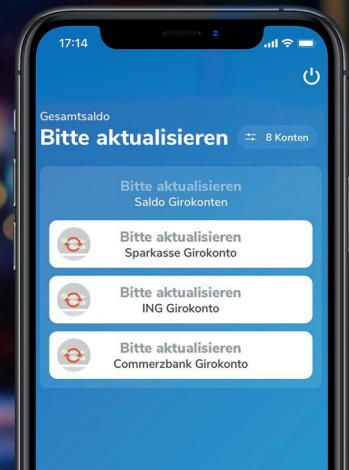 17:14
Gesamtsaldo
Bitte aktualisieren
8 Konten
Bitte aktualisieren
Saldo Girokonten
Bitte aktualisieren
Sparkasse Girokonto
Bitte aktualisieren
ING Girokonto
Bitte aktualisieren
Commerzbank Girokonto